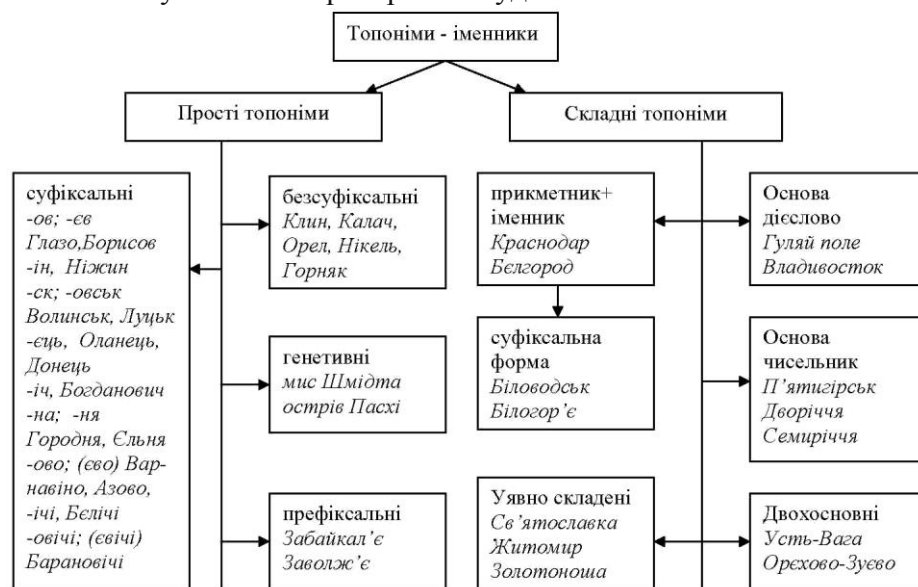 Топоніми - іменники
Прості топоніми
Складні топоніми
суфіксальні
-ов; -єв
Глазо,Борисов
-ін, Ніжин
-ск; -овськ
Волинськ, Луцьк
-єць, Оланець,
Донець
-іч, Богданович
-на; -ня
Городня, Єльня
-ово; (єво) Вар-
навіно, Азово,
-ічі, Бєлічі
-овічі; (євічі)
Барановічі
безсуфіксальні
Клин, Калач,
Орел, Нікель,
Горняк
генетивні
мис Шмідта
острів Пасхі
префіксальні
Забайкал’є
Заволж’є
прикметник+
іменник
Краснодар
Бєлгород
суфіксальна
форма
Біловодськ
Білогор’є
Уявно складені
Св’ятославка
Житомир
Золотоноша
Основа
дієслово
Гуляй поле
Владивосток
Основа
чисельник
П’ятигірськ
Дворіччя
Семиріччя
Двохосновні
Усть-Вага
Орєхово-Зуєво